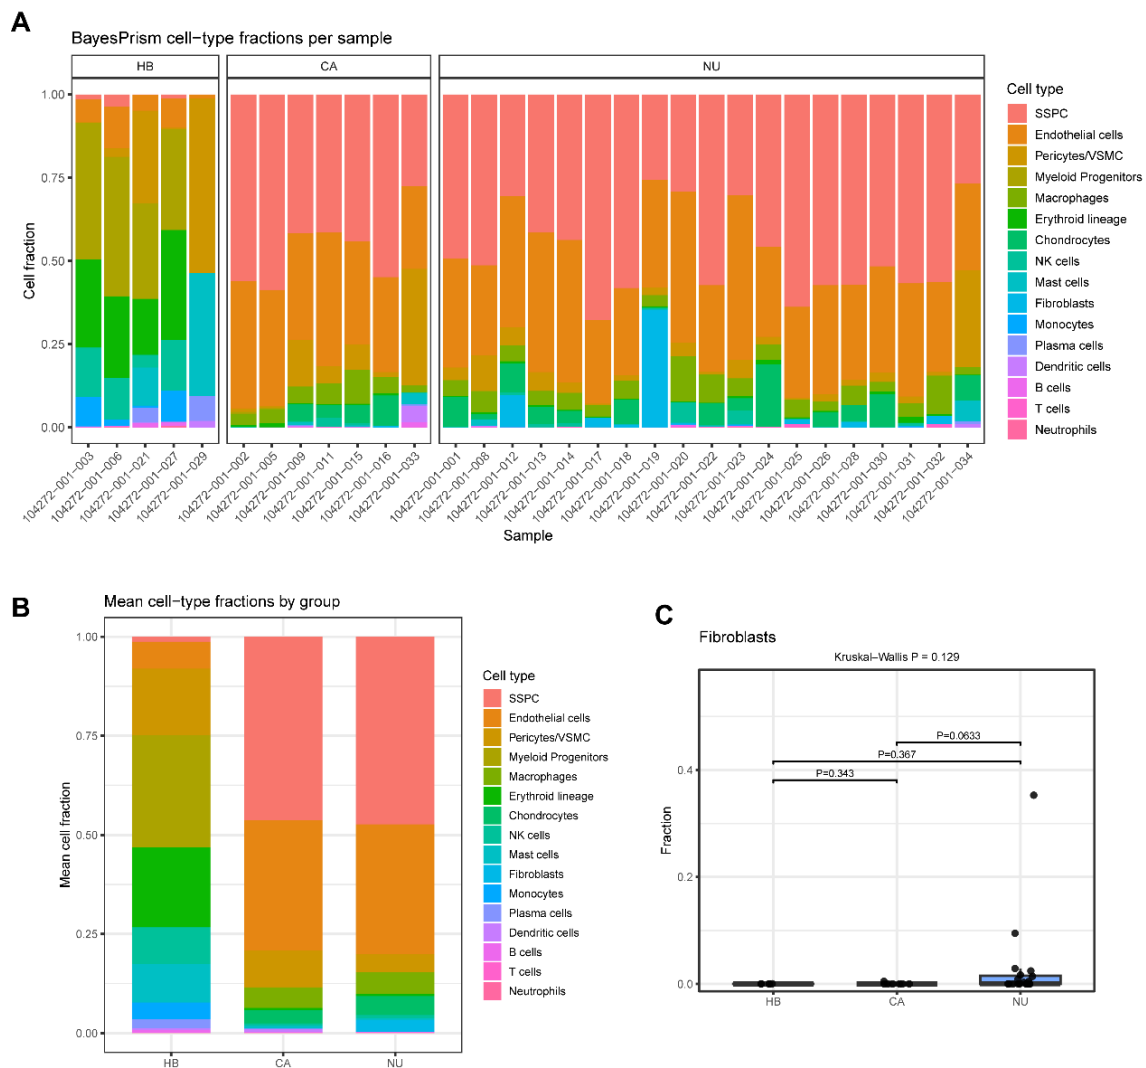 A
BayesPrism cell−type fractions per sample
HB
CA
NU
Cell fraction
1.00
0.75
0.50
0.25
0.00
104272−001−003
104272−001−006
104272−001−021
104272−001−027
104272−001−029
104272−001−002
104272−001−005
104272−001−009
104272−001−011
104272−001−015
104272−001−016
104272−001−033
104272−001−001
104272−001−008
104272−001−012
104272−001−013
104272−001−014
104272−001−017
104272−001−018
104272−001−019
104272−001−020
104272−001−022
104272−001−023
104272−001−024
104272−001−025
104272−001−026
104272−001−028
104272−001−030
104272−001−031
104272−001−032
104272−001−034
Sample
Cell type
SSPC
Endothelial cells
Pericytes/VSMC
Myeloid Progenitors
Macrophages
Erythroid lineage
Chondrocytes
NK cells
Mast cells
Fibroblasts
Monocytes
Plasma cells
Dendritic cells
B cells
T cells
Neutrophils
B
Mean cell−type fractions by group
Mean cell fraction
1.00
0.75
0.50
0.25
0.00
HB
CA
NU
Cell type
SSPC
Endothelial cells
Pericytes/VSMC
Myeloid Progenitors
Macrophages
Erythroid lineage
Chondrocytes
NK cells
Mast cells
Fibroblasts
Monocytes
Plasma cells
Dendritic cells
B cells
T cells
Neutrophils
C
Fibroblasts
Kruskal−Wallis P = 0.129
P=0.0633
P=0.367
P=0.343
Fraction
0.4
0.2
0.0
HB
CA
NU